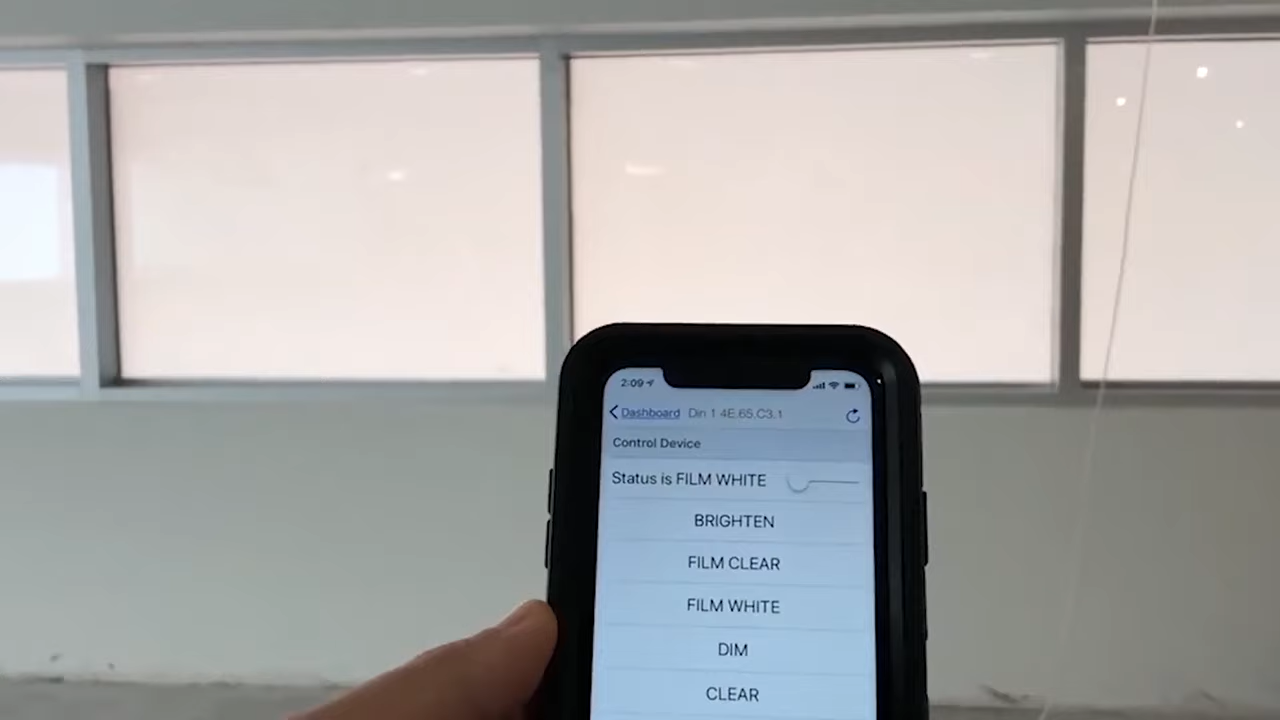 2:09
Dashboard Din 1 4E.65.C3.1
Control Device
Status is FILM WHITE
BRIGHTEN
FILM CLEAR
FILM WHITE
DIM
CLEAR